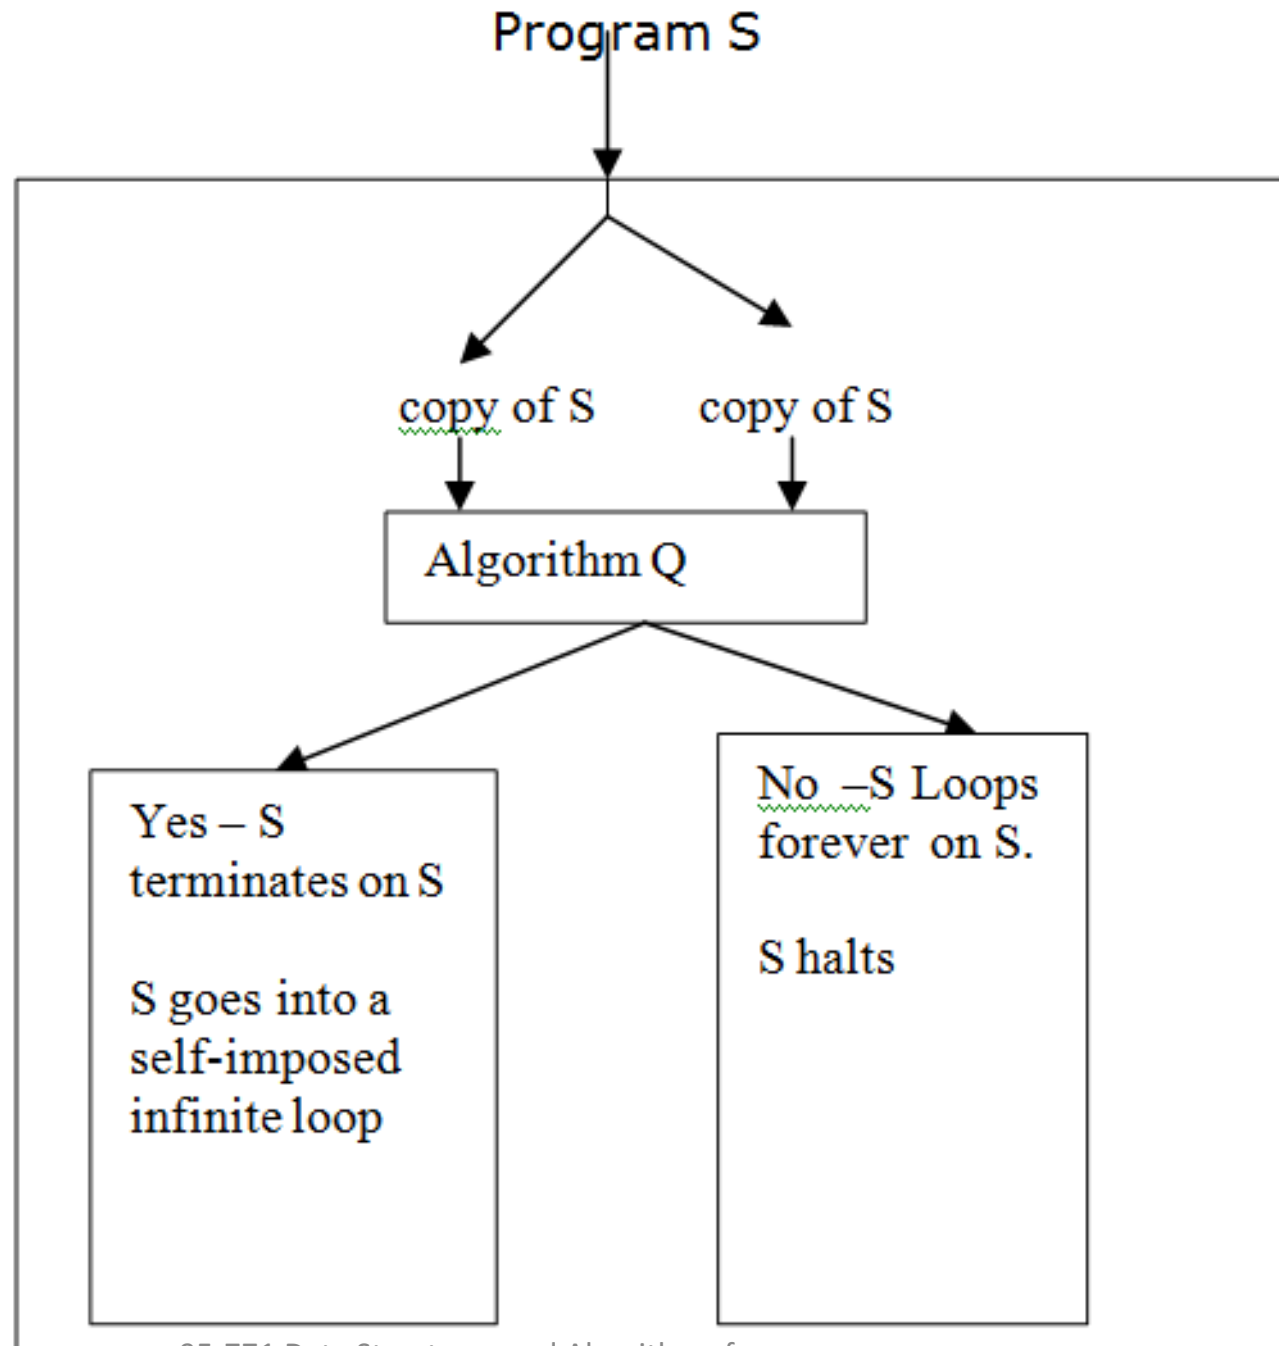 Program S
copy of S
copy of S
Algorithm Q
Yes – S
terminates on S
S goes into a
self-imposed
infinite loop
No –S Loops
forever on S.
S halts